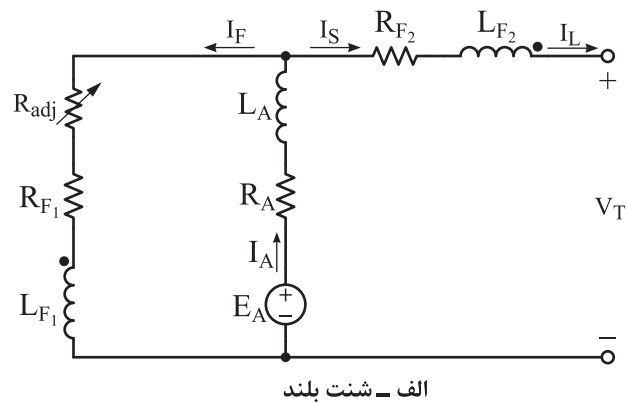 I_F
I_S
R_F₂
L_F₂
I_L
+
R_adj
L_A
R_F₁
R_A
V_T
I_A
L_F₁
E_A
+
−
−
الف ـ شنت بلند